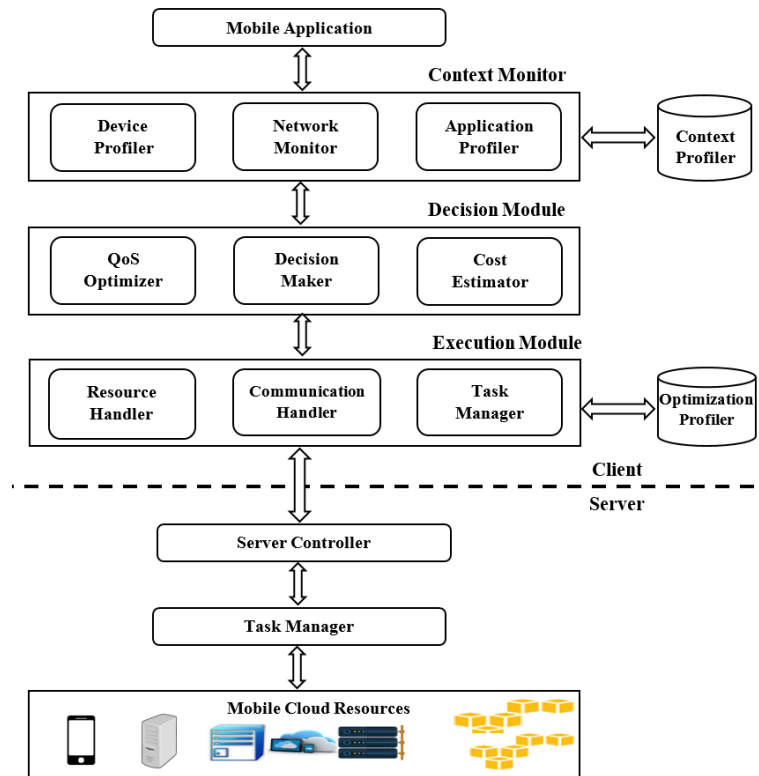 Mobile Application
Context Monitor
Device
Profiler
Network
Monitor
Application
Profiler
Context
Profiler
Decision Module
QoS
Optimizer
Decision
Maker
Cost
Estimator
Execution Module
Resource
Handler
Communication
Handler
Task
Manager
Optimization
Profiler
Client
Server
Server Controller
Task Manager
Mobile Cloud Resources